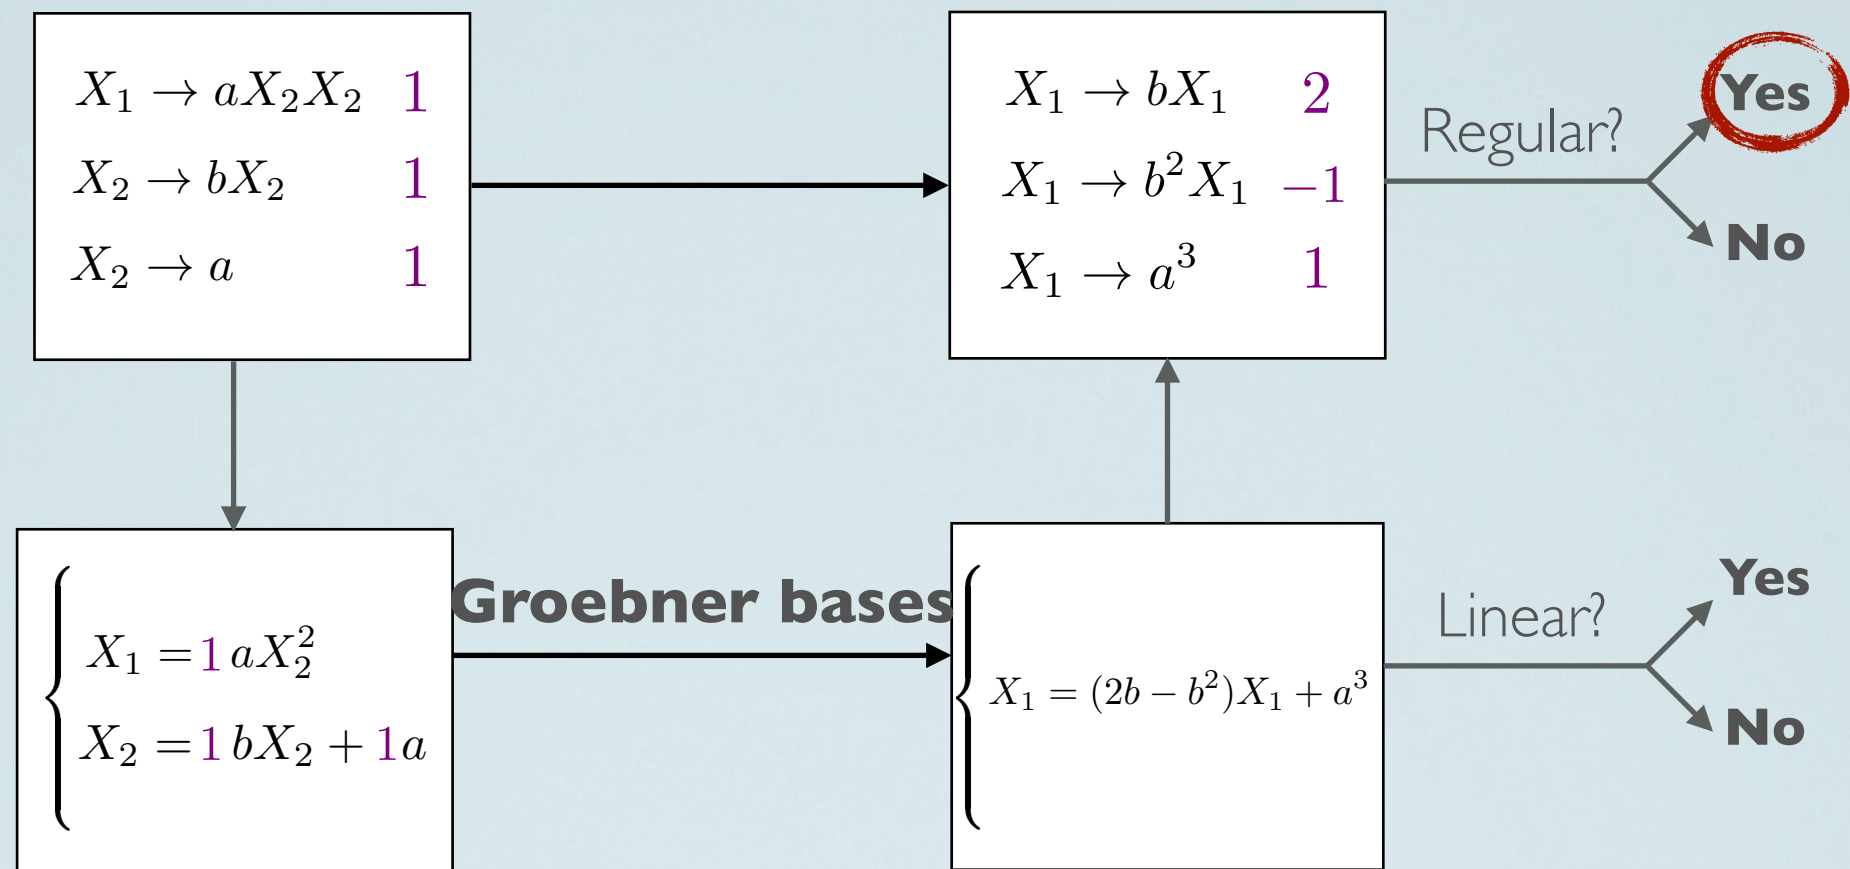 X₁ → aX₂X₂ 1
X₂ → bX₂ 1
X₂ → a 1
X₁ → bX₁ 2
X₁ → b²X₁ −1
X₁ → a³ 1
Regular?
Yes
No
X₁ = 1 aX₂²
X₂ = 1 bX₂ + 1a
Groebner bases
X₁ = (2b − b²)X₁ + a³
Linear?
Yes
No